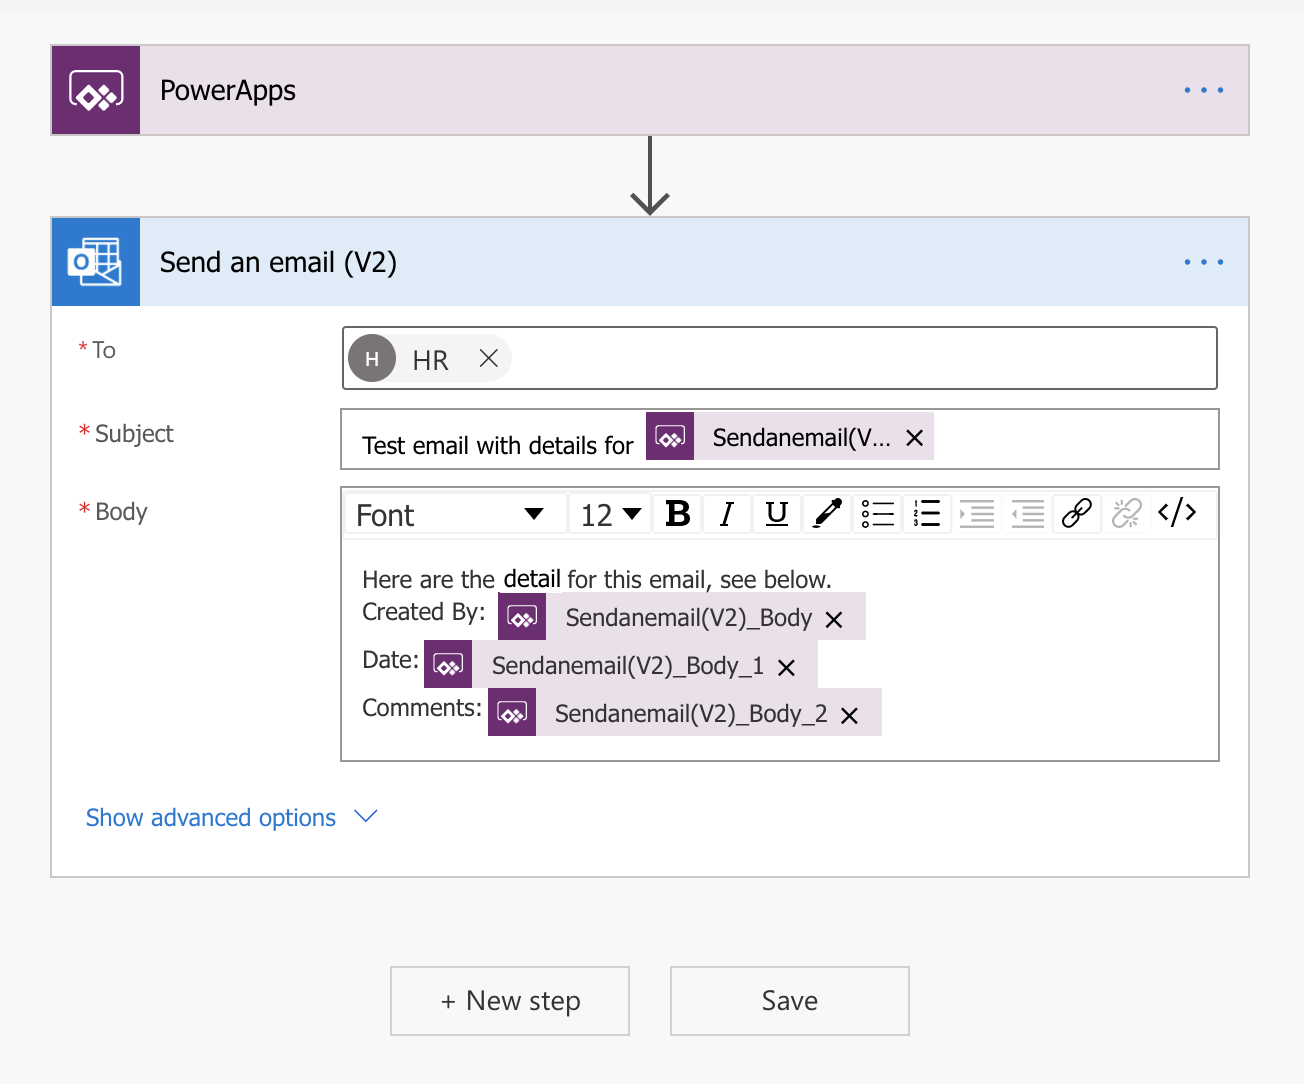 PowerApps
Send an email (V2)
* To
H HR
* Subject
Test email with details for Sendanemail(V...
* Body
Font 12 B I U </>
Here are the detail for this email, see below.
Created By: Sendanemail(V2)_Body
Date: Sendanemail(V2)_Body_1
Comments: Sendanemail(V2)_Body_2
Show advanced options
+ New step
Save